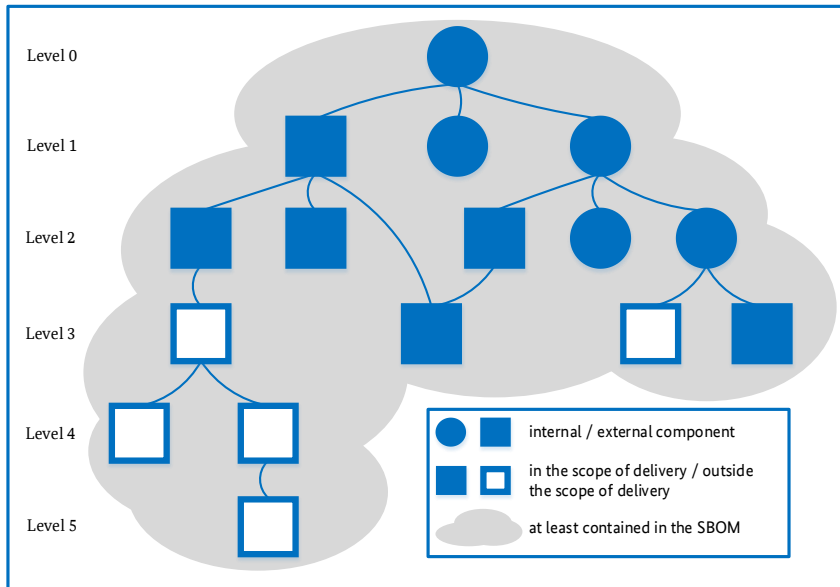 Level 0
Level 1
Level 2
Level 3
Level 4
Level 5
internal / external component
in the scope of delivery / outside
the scope of delivery
at least contained in the SBOM